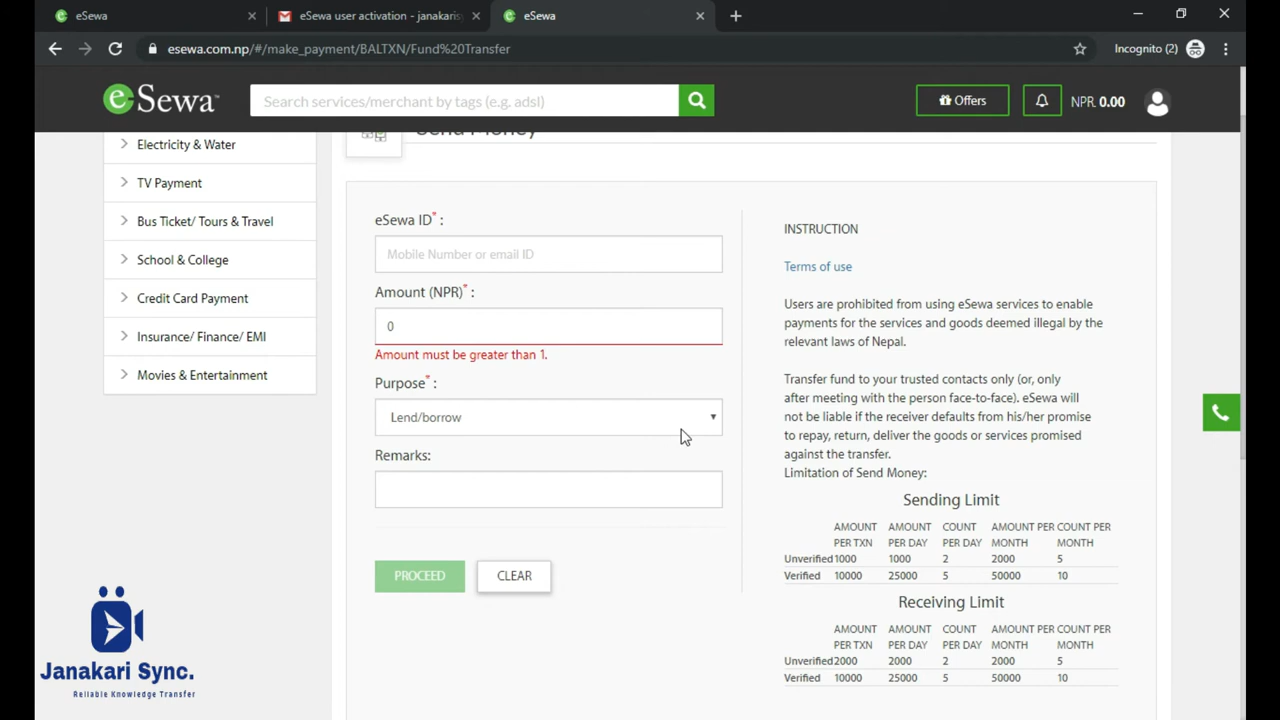 eSewa
eSewa user activation - janakaris
eSewa
esewa.com.np/#/make_payment/BALTXN/Fund%20Transfer
Incognito (2)
eSewa™
Search services/merchant by tags (e.g. adsl)
Offers
NPR. 0.00
Send Money
Electricity & Water
TV Payment
Bus Ticket/ Tours & Travel
School & College
Credit Card Payment
Insurance/ Finance/ EMI
Movies & Entertainment
eSewa ID* :
Mobile Number or email ID
Amount (NPR)* :
0
Amount must be greater than 1.
Purpose* :
Lend/borrow
Remarks:
PROCEED
CLEAR
INSTRUCTION
Terms of use
Users are prohibited from using eSewa services to enable
payments for the services and goods deemed illegal by the
relevant laws of Nepal.
Transfer fund to your trusted contacts only (or, only
after meeting with the person face-to-face). eSewa will
not be liable if the receiver defaults from his/her promise
to repay, return, deliver the goods or services promised
against the transfer.
Limitation of Send Money:
Sending Limit
AMOUNT AMOUNT COUNT AMOUNT PER COUNT PER
PER TXN PER DAY PER DAY MONTH MONTH
Unverified 1000 1000 2 2000 5
Verified 10000 25000 5 50000 10
Receiving Limit
AMOUNT AMOUNT COUNT AMOUNT PER COUNT PER
PER TXN PER DAY PER DAY MONTH MONTH
Unverified 2000 2000 2 2000 5
Verified 10000 25000 5 50000 10
Janakari Sync.
Reliable Knowledge Transfer